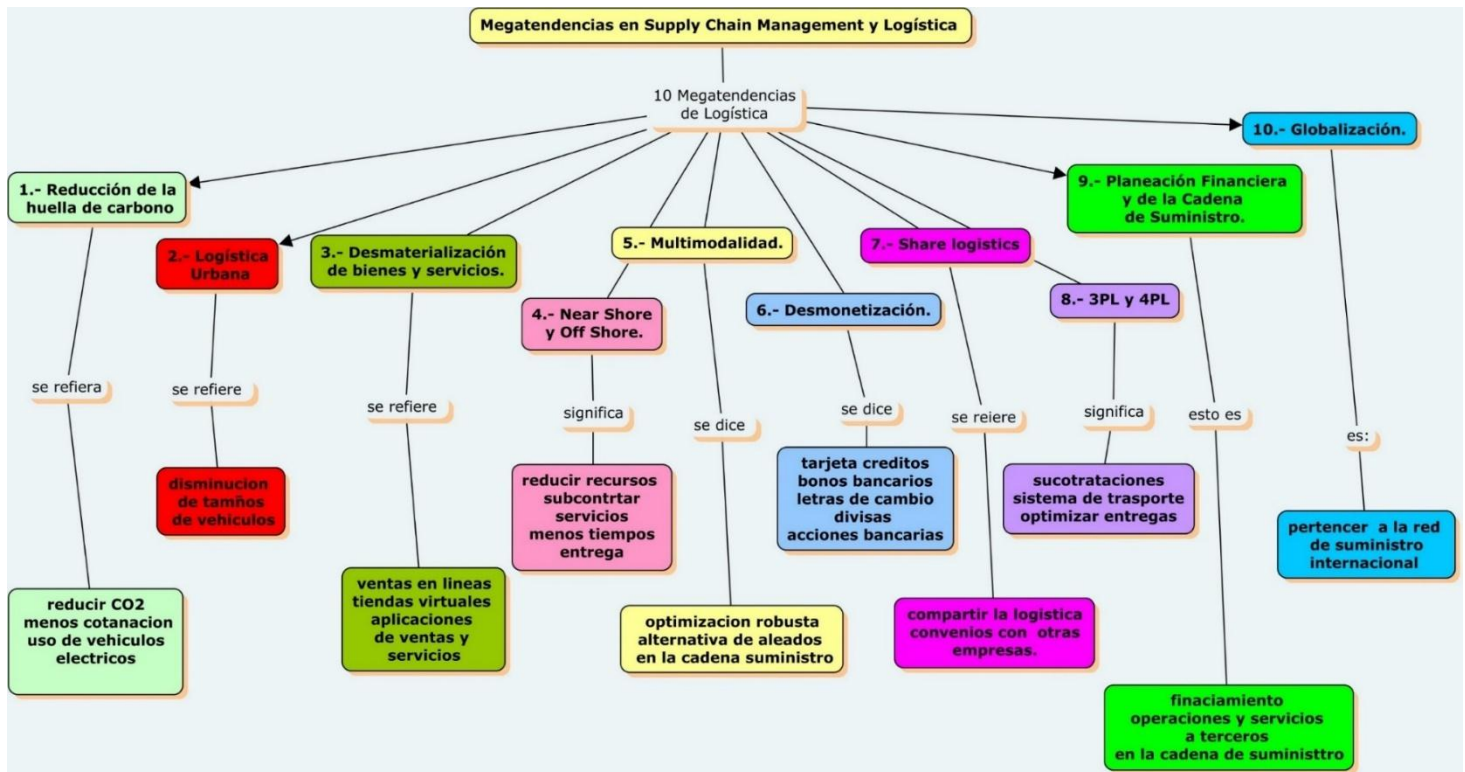 Megatendencias en Supply Chain Management y Logística
10 Megatendencias
de Logística
1.- Reducción de la
huella de carbono
se refiera
reducir CO2
menos cotanacion
uso de vehiculos
electricos
2.- Logística
Urbana
se refiere
disminucion
de tamños
de vehiculos
3.- Desmaterialización
de bienes y servicios.
se refiere
ventas en lineas
tiendas virtuales
aplicaciones
de ventas y
servicios
4.- Near Shore
y Off Shore.
significa
reducir recursos
subcontrtar
servicios
menos tiempos
entrega
5.- Multimodalidad.
se dice
optimizacion robusta
alternativa de aleados
en la cadena suministro
6.- Desmonetización.
se dice
tarjeta creditos
bonos bancarios
letras de cambio
divisas
acciones bancarias
7.- Share logistics
se reiere
compartir la logistica
convenios con otras
empresas.
8.- 3PL y 4PL
significa
sucotrataciones
sistema de trasporte
optimizar entregas
9.- Planeación Financiera
y de la Cadena
de Suministro.
esto es
finaciamiento
operaciones y servicios
a terceros
en la cadena de suministtro
10.- Globalización.
es:
pertencer a la red
de suministro
internacional